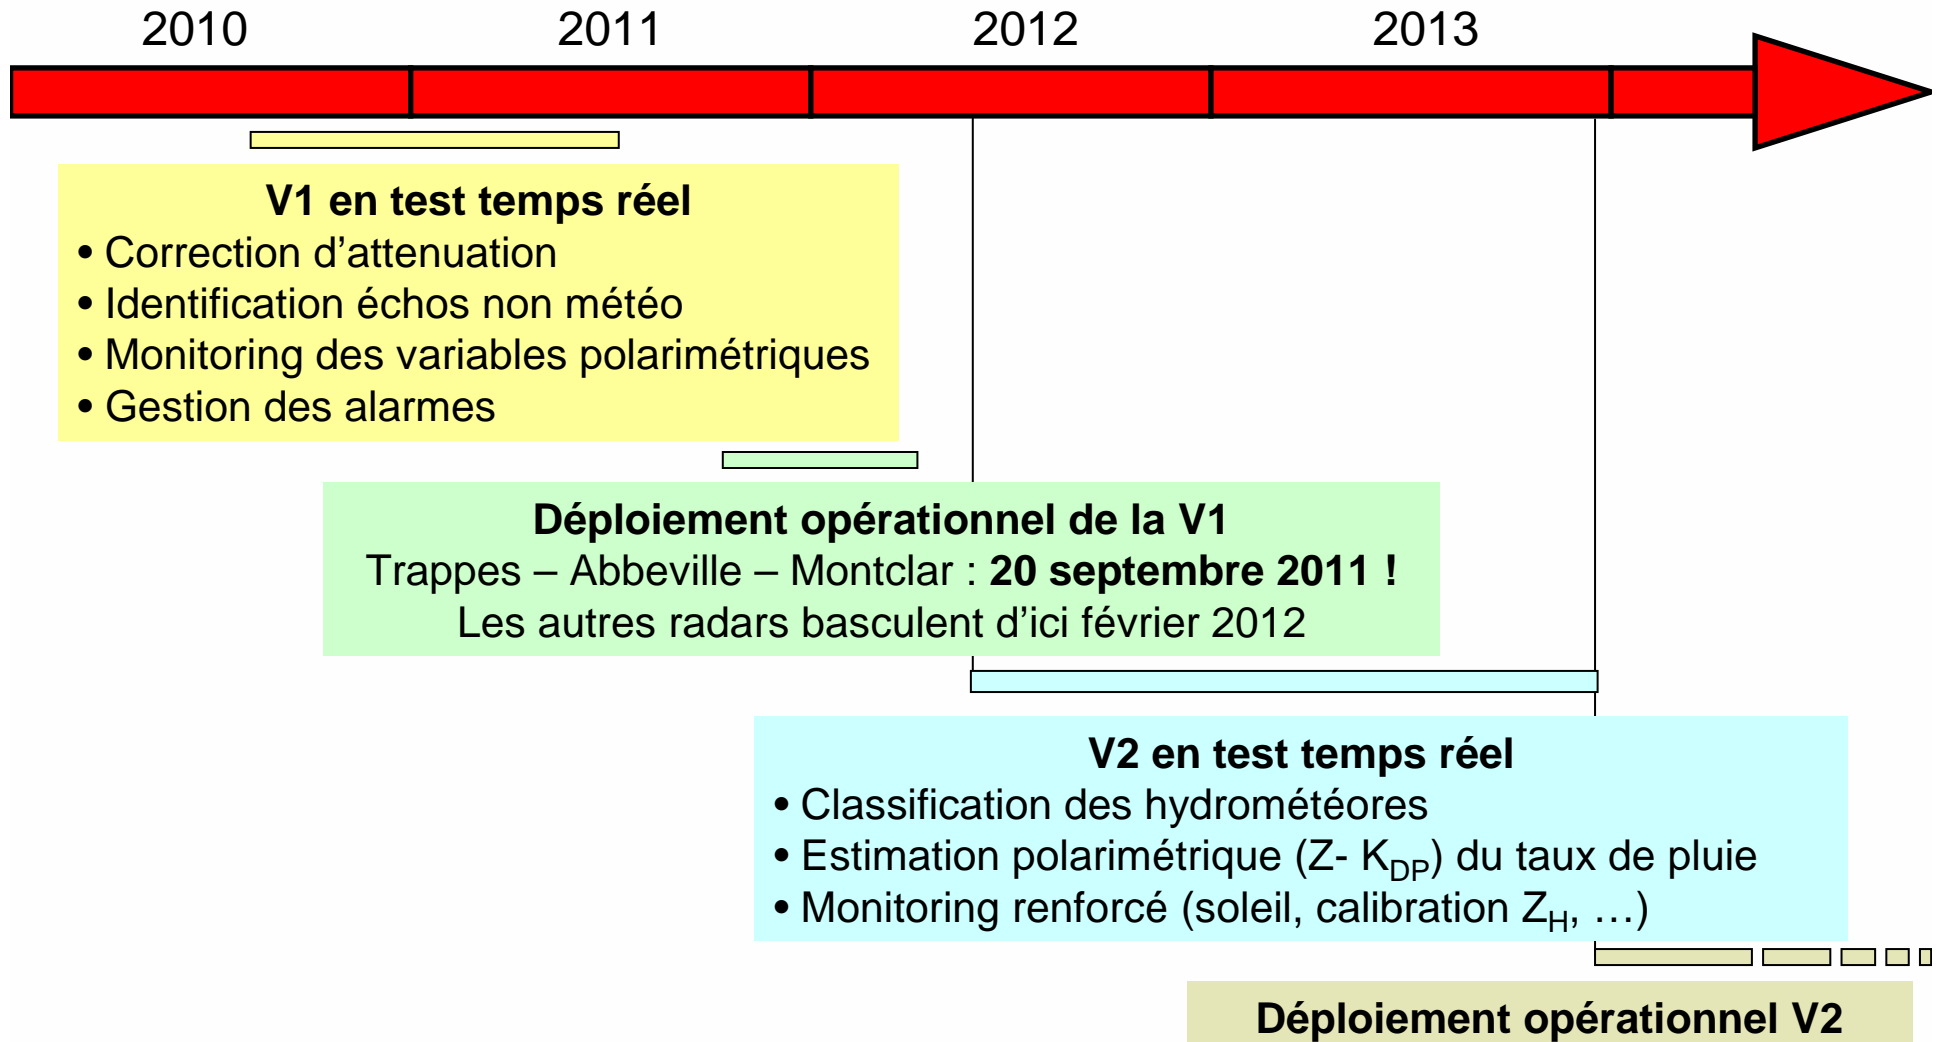 2010 2011 2012 2013
V1 en test temps réel
• Correction d'attenuation
• Identification échos non météo
• Monitoring des variables polarimétriques
• Gestion des alarmes
Déploiement opérationnel de la V1
Trappes – Abbeville – Montclar : 20 septembre 2011 !
Les autres radars basculent d'ici février 2012
V2 en test temps réel
• Classification des hydrométéores
• Estimation polarimétrique (Z- KDP) du taux de pluie
• Monitoring renforcé (soleil, calibration ZH, …)
Déploiement opérationnel V2